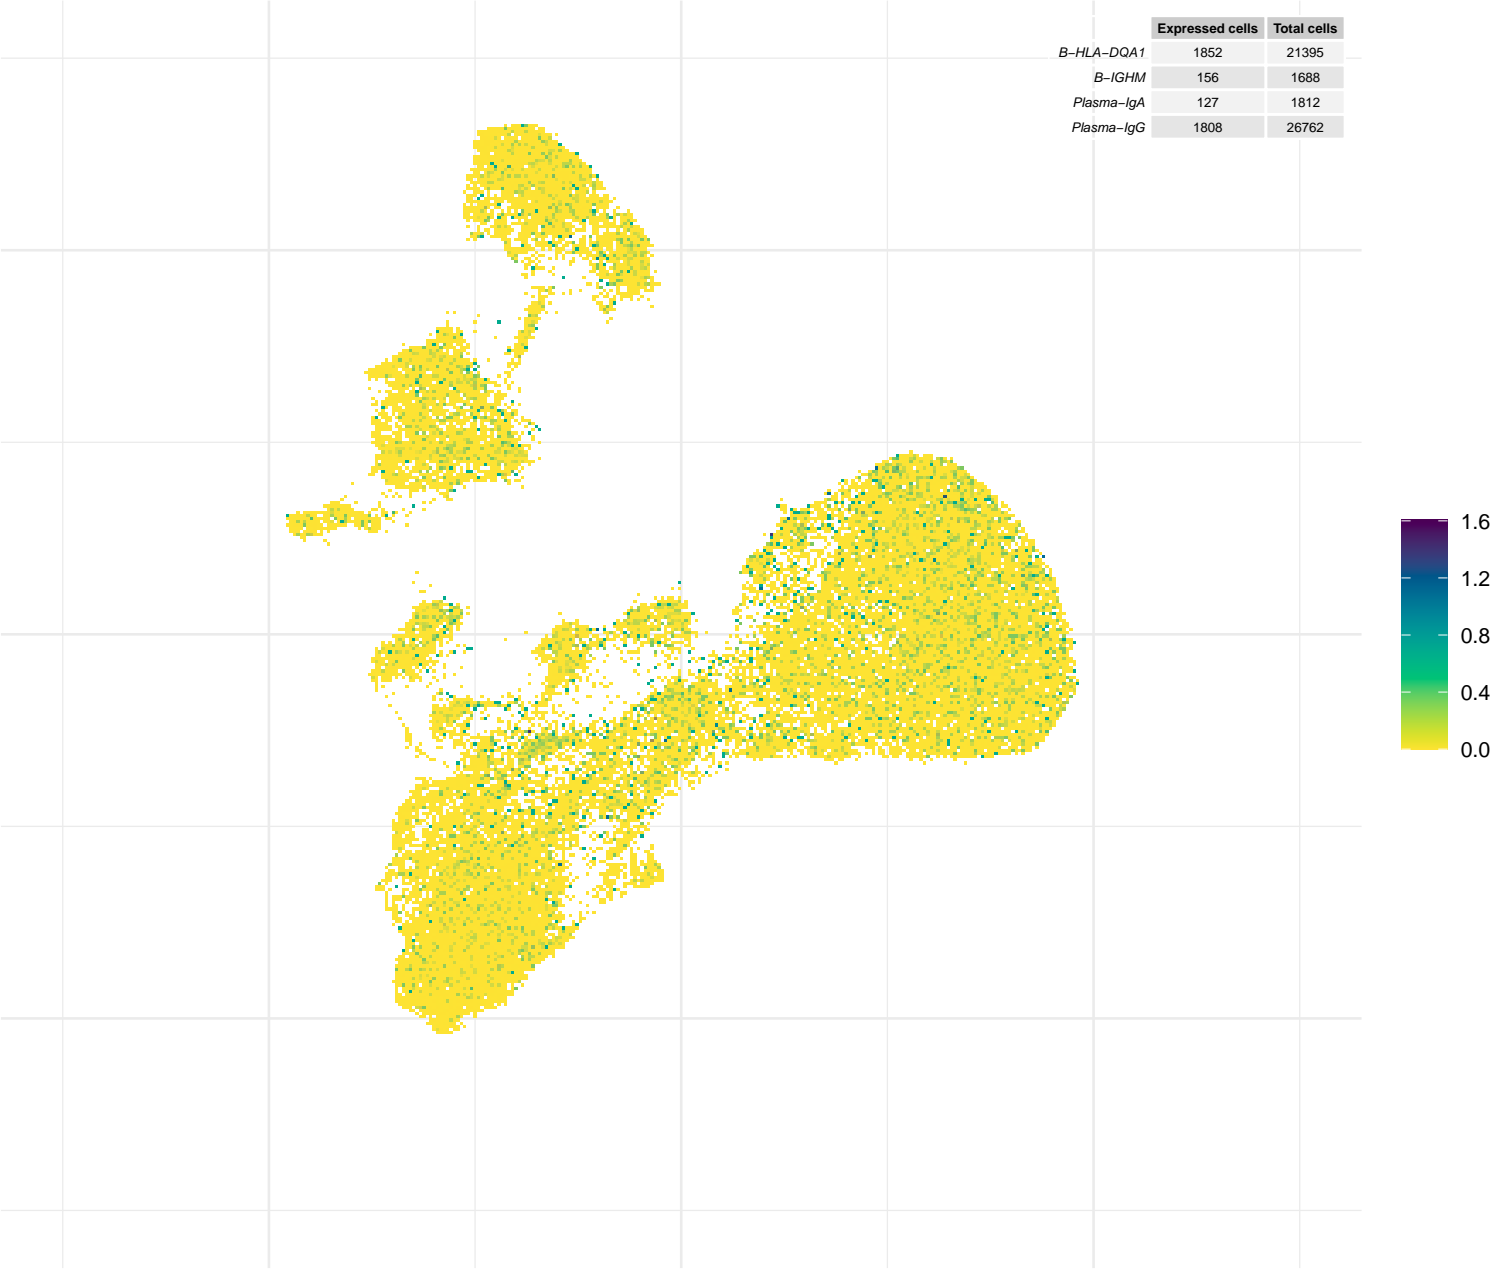 Expressed cells Total cells
B−HLA−DQA1 1852 21395
B−IGHM 156 1688
Plasma−IgA 127 1812
Plasma−IgG 1808 26762
1.6
1.2
0.8
0.4
0.0